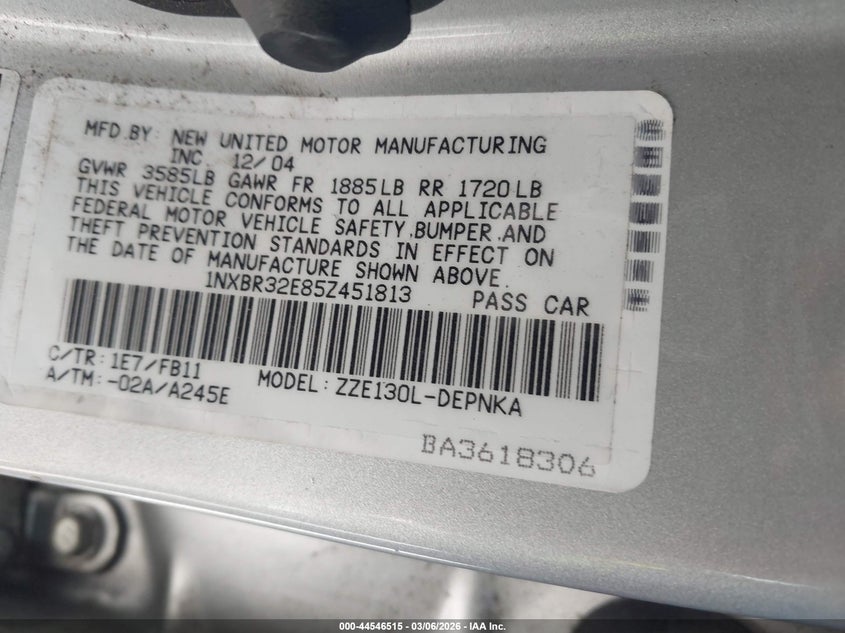 MFD.BY: NEW UNITED MOTOR MANUFACTURING
INC. 12/04
GVWR 3585LB GAWR FR 1885LB RR 1720LB
THIS VEHICLE CONFORMS TO ALL APPLICABLE
FEDERAL MOTOR VEHICLE SAFETY,BUMPER,AND
THEFT PREVENTION STANDARDS IN EFFECT ON
THE DATE OF MANUFACTURE SHOWN ABOVE.
1NXBR32E85Z451813 PASS CAR
C/TR:1E7/FB11
A/TM:-02A/A245E MODEL:ZZE130L-DEPNKA
BA3618306
000-44546515 | 03/06/2026 | IAA Inc.